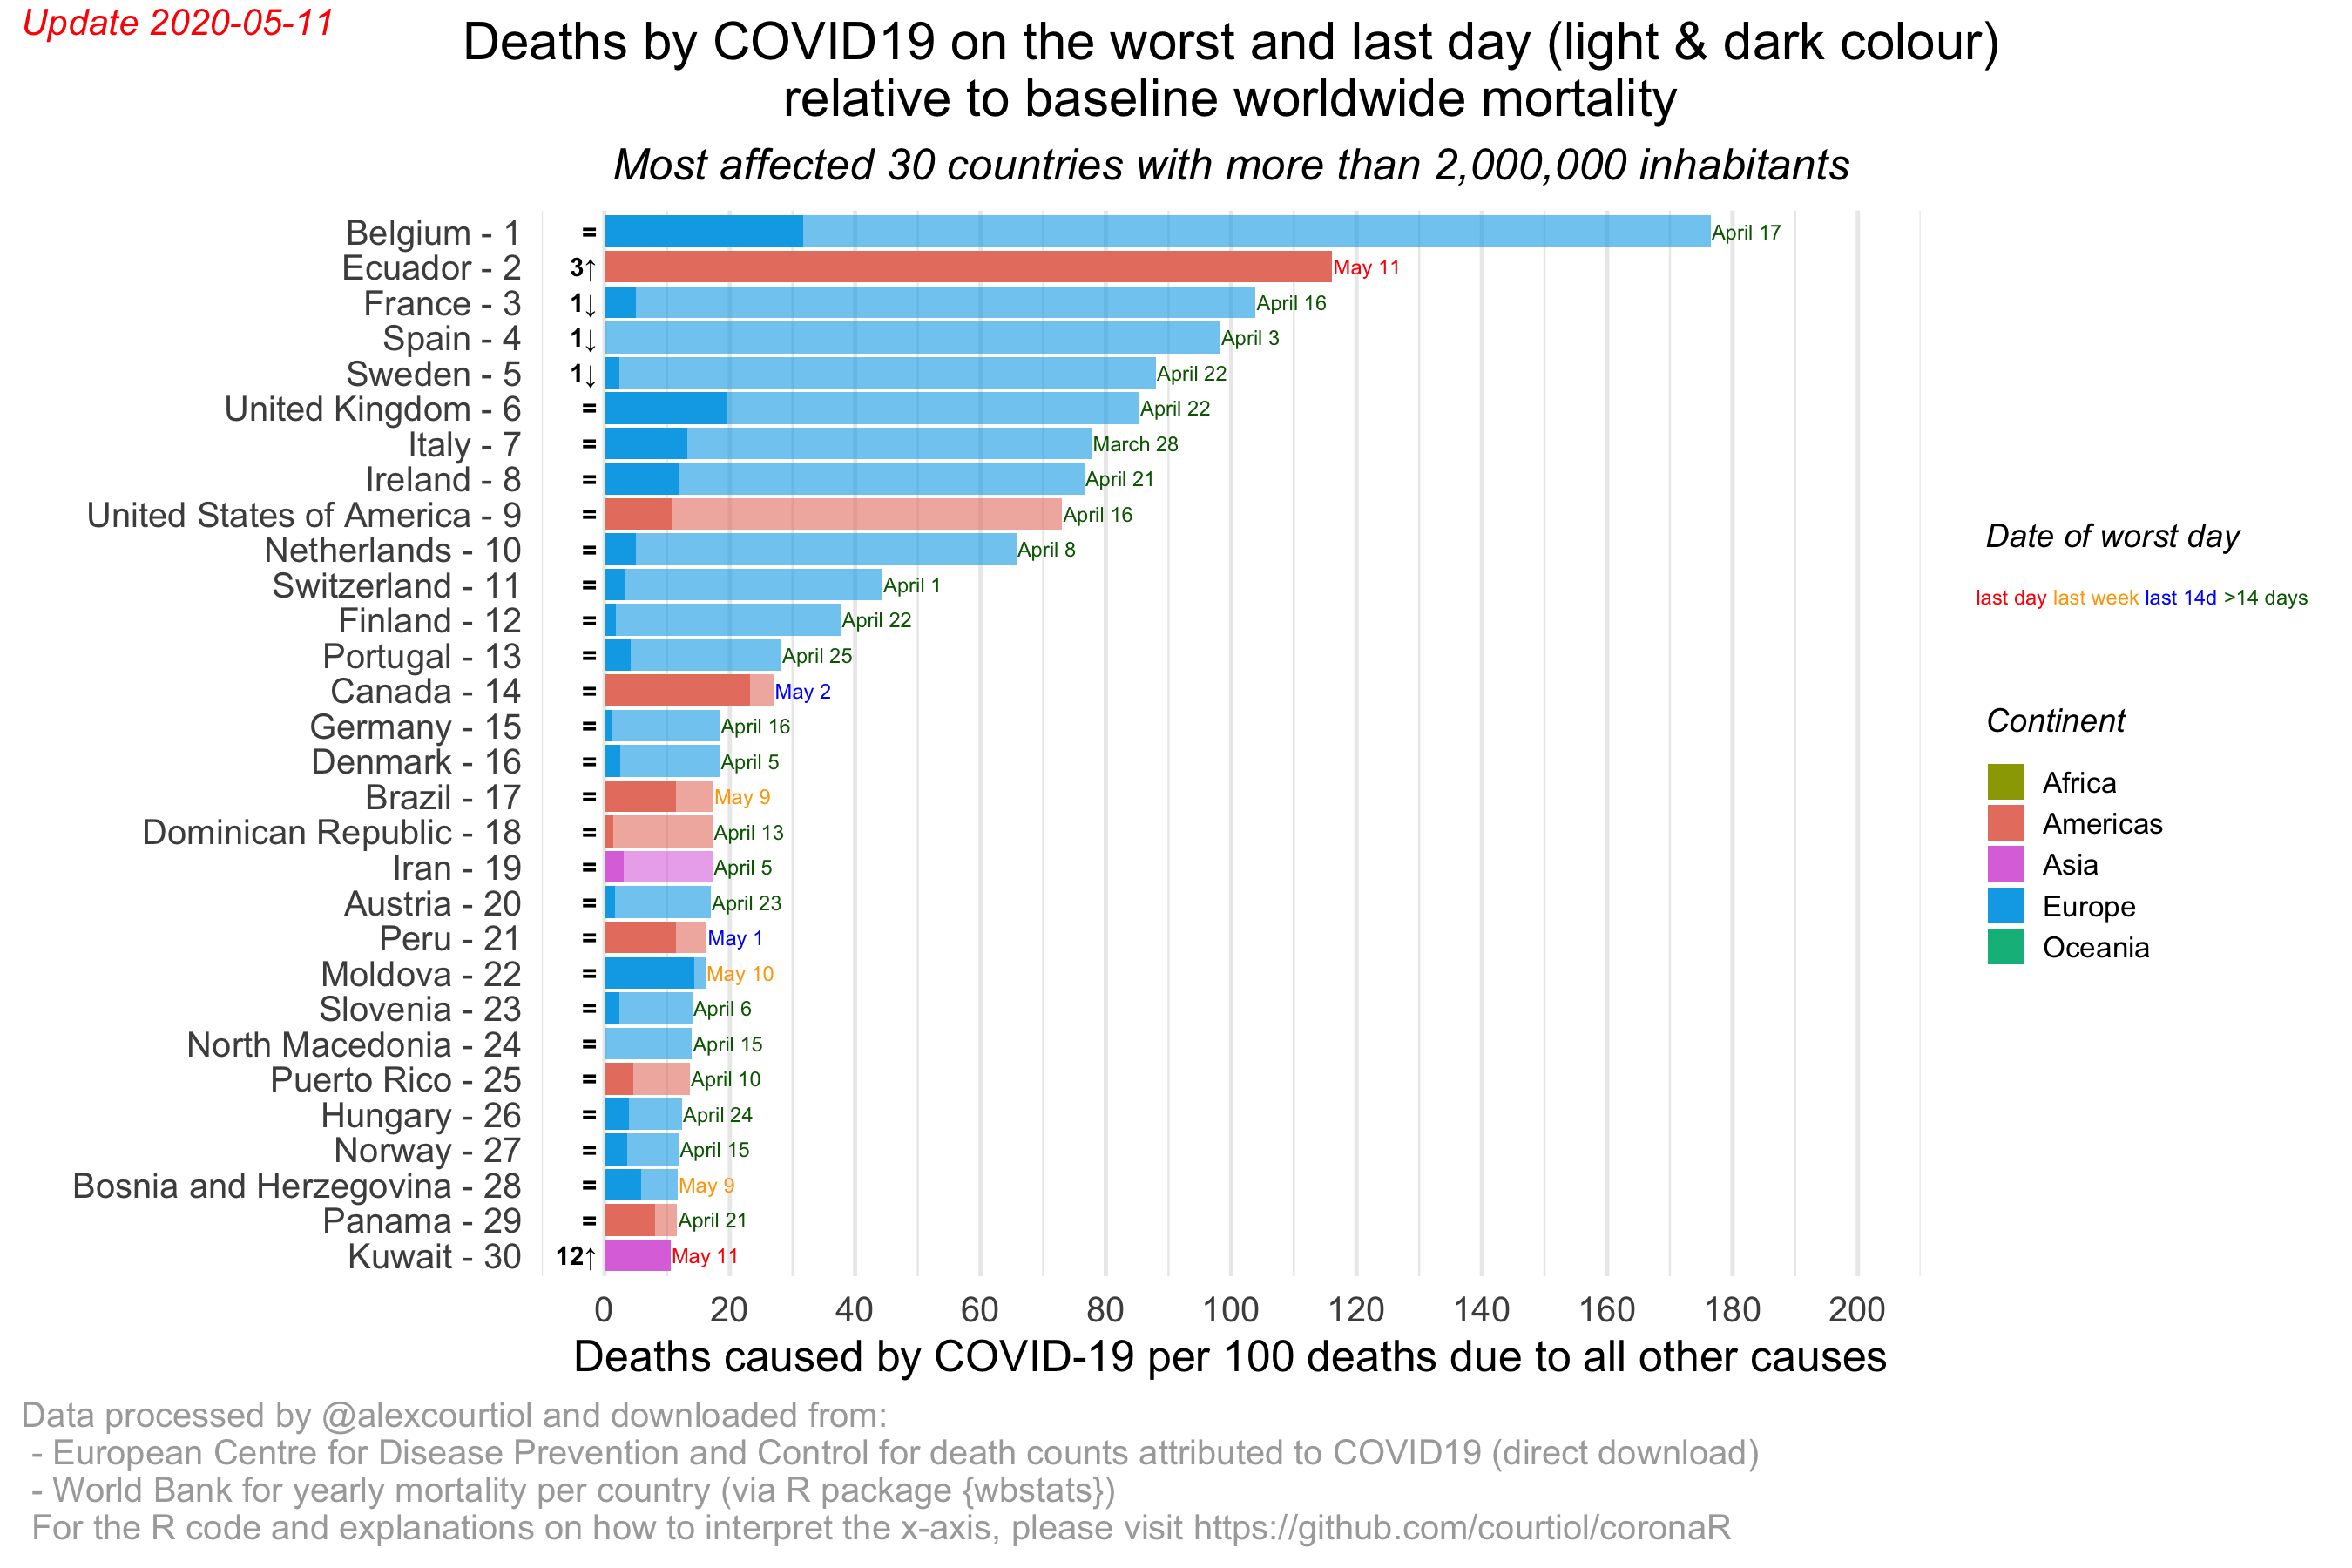 Update 2020-05-11
Deaths by COVID19 on the worst and last day (light & dark colour)
relative to baseline worldwide mortality
Most affected 30 countries with more than 2,000,000 inhabitants
Belgium - 1 = April 17
Ecuador - 2 3↑ May 11
France - 3 1↓ April 16
Spain - 4 1↓ April 3
Sweden - 5 1↓ April 22
United Kingdom - 6 = April 22
Italy - 7 = March 28
Ireland - 8 = April 21
United States of America - 9 = April 16
Netherlands - 10 = April 8
Switzerland - 11 = April 1
Finland - 12 = April 22
Portugal - 13 = April 25
Canada - 14 = May 2
Germany - 15 = April 16
Denmark - 16 = April 5
Brazil - 17 = May 9
Dominican Republic - 18 = April 13
Iran - 19 = April 5
Austria - 20 = April 23
Peru - 21 = May 1
Moldova - 22 = May 10
Slovenia - 23 = April 6
North Macedonia - 24 = April 15
Puerto Rico - 25 = April 10
Hungary - 26 = April 24
Norway - 27 = April 15
Bosnia and Herzegovina - 28 = May 9
Panama - 29 = April 21
Kuwait - 30 12↑ May 11
0 20 40 60 80 100 120 140 160 180 200
Deaths caused by COVID-19 per 100 deaths due to all other causes
Date of worst day
last day last week last 14d >14 days
Continent
Africa
Americas
Asia
Europe
Oceania
Data processed by @alexcourtiol and downloaded from:
- European Centre for Disease Prevention and Control for death counts attributed to COVID19 (direct download)
- World Bank for yearly mortality per country (via R package {wbstats})
For the R code and explanations on how to interpret the x-axis, please visit https://github.com/courtiol/coronaR